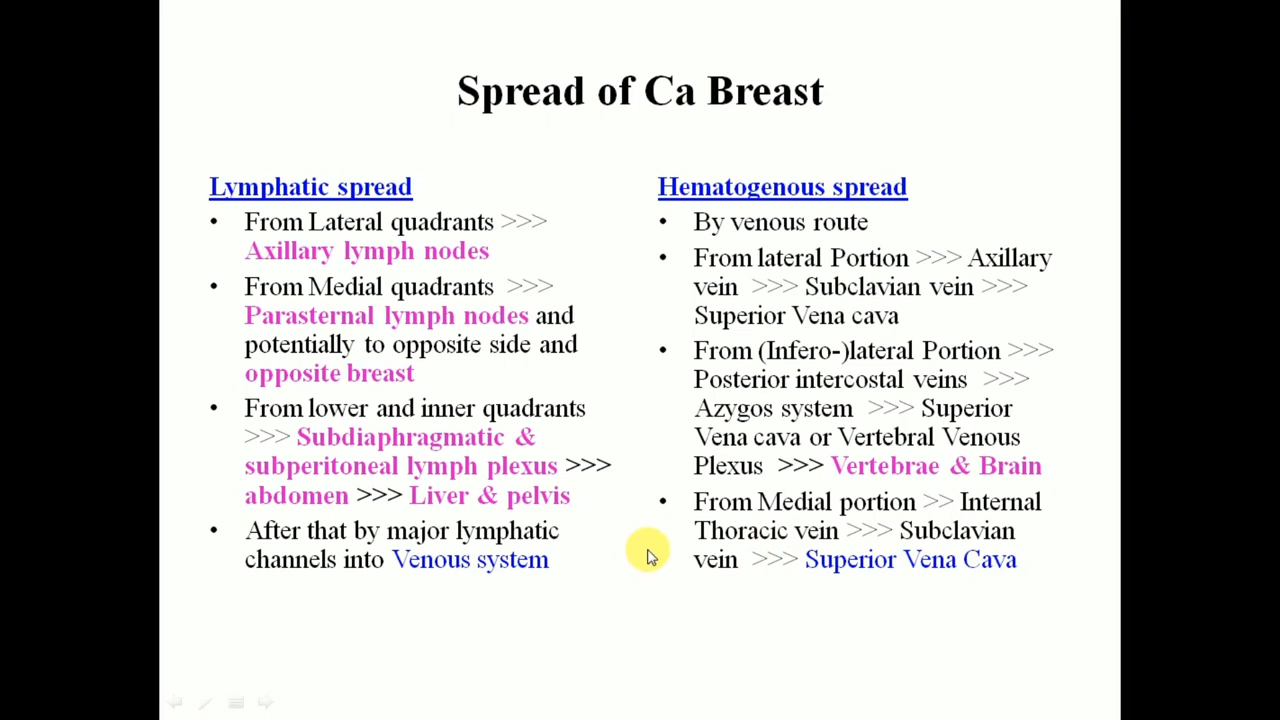 Spread of Ca Breast
Lymphatic spread
• From Lateral quadrants >>>
Axillary lymph nodes
• From Medial quadrants >>>
Parasternal lymph nodes and
potentially to opposite side and
opposite breast
• From lower and inner quadrants
>>> Subdiaphragmatic &
subperitoneal lymph plexus >>>
abdomen >>> Liver & pelvis
• After that by major lymphatic
channels into Venous system
Hematogenous spread
• By venous route
• From lateral Portion >>> Axillary
vein >>> Subclavian vein >>>
Superior Vena cava
• From (Infero-)lateral Portion >>>
Posterior intercostal veins >>>
Azygos system >>> Superior
Vena cava or Vertebral Venous
Plexus >>> Vertebrae & Brain
• From Medial portion >> Internal
Thoracic vein >>> Subclavian
vein >>> Superior Vena Cava